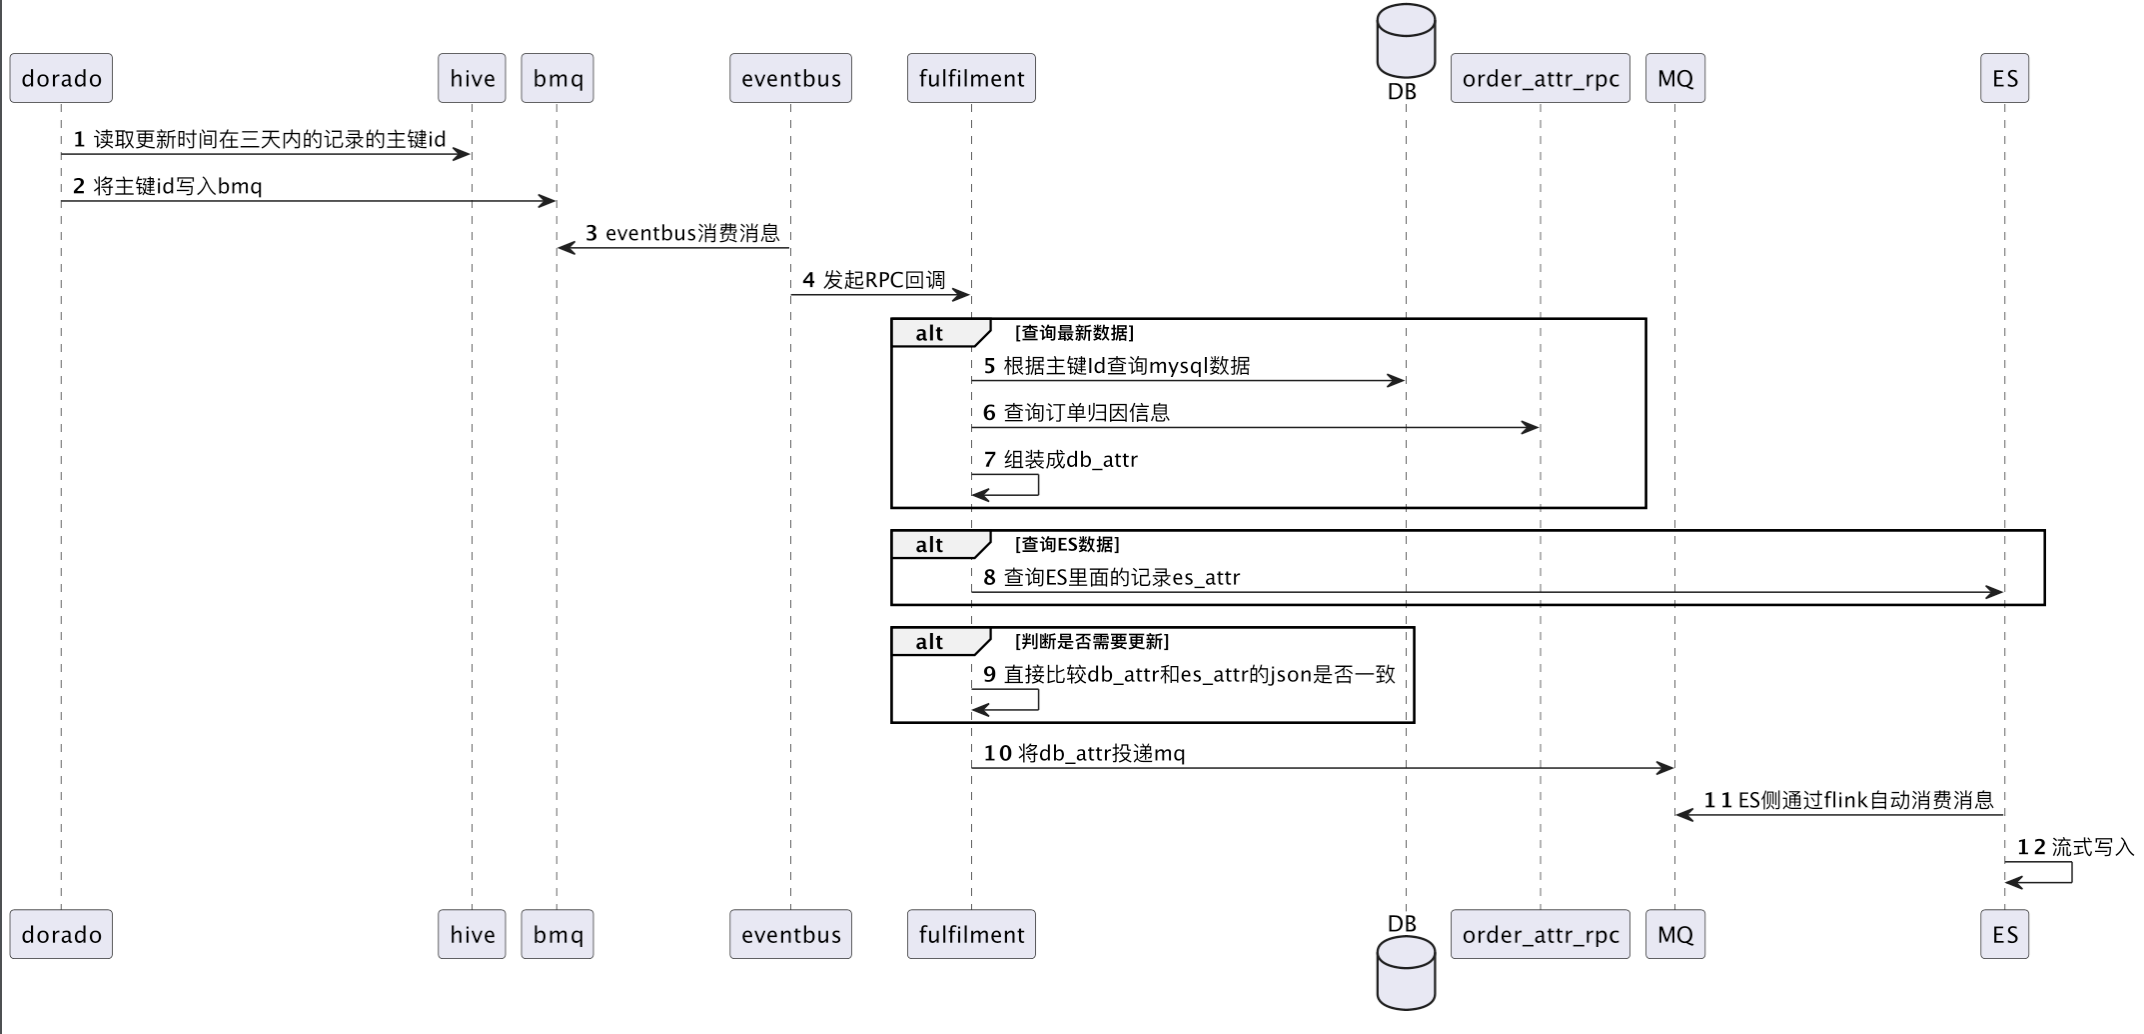 DB
dorado hive bmq eventbus fulfilment order_attr_rpc MQ ES
1 读取更新时间在三天内的记录的主键id
2 将主键id写入bmq
3 eventbus消费消息
4 发起RPC回调
alt [查询最新数据]
5 根据主键Id查询mysql数据
6 查询订单归因信息
7 组装成db_attr
alt [查询ES数据]
8 查询ES里面的记录es_attr
alt [判断是否需要更新]
9 直接比较db_attr和es_attr的json是否一致
10 将db_attr投递mq
11 ES侧通过flink自动消费消息
12 流式写入
DB
dorado hive bmq eventbus fulfilment order_attr_rpc MQ ES